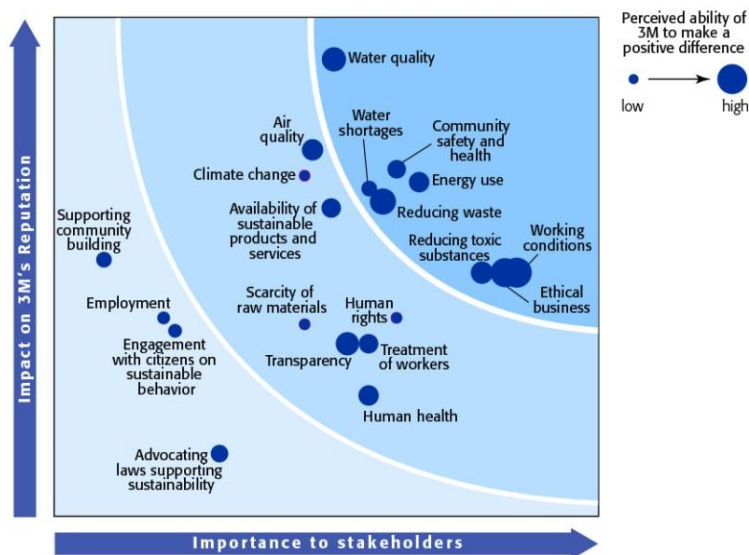 Perceived ability of
3M to make a
positive difference
low
high
Impact on 3M's Reputation
Water quality
Air
quality
Water
shortages
Community
safety and
health
Climate change
Energy use
Supporting
community
building
Availability of
sustainable
products and
services
Reducing waste
Reducing toxic
substances
Working
conditions
Ethical
business
Employment
Scarcity of
raw materials
Human
rights
Engagement
with citizens on
sustainable
behavior
Transparency
Treatment
of workers
Human health
Advocating
laws supporting
sustainability
Importance to stakeholders